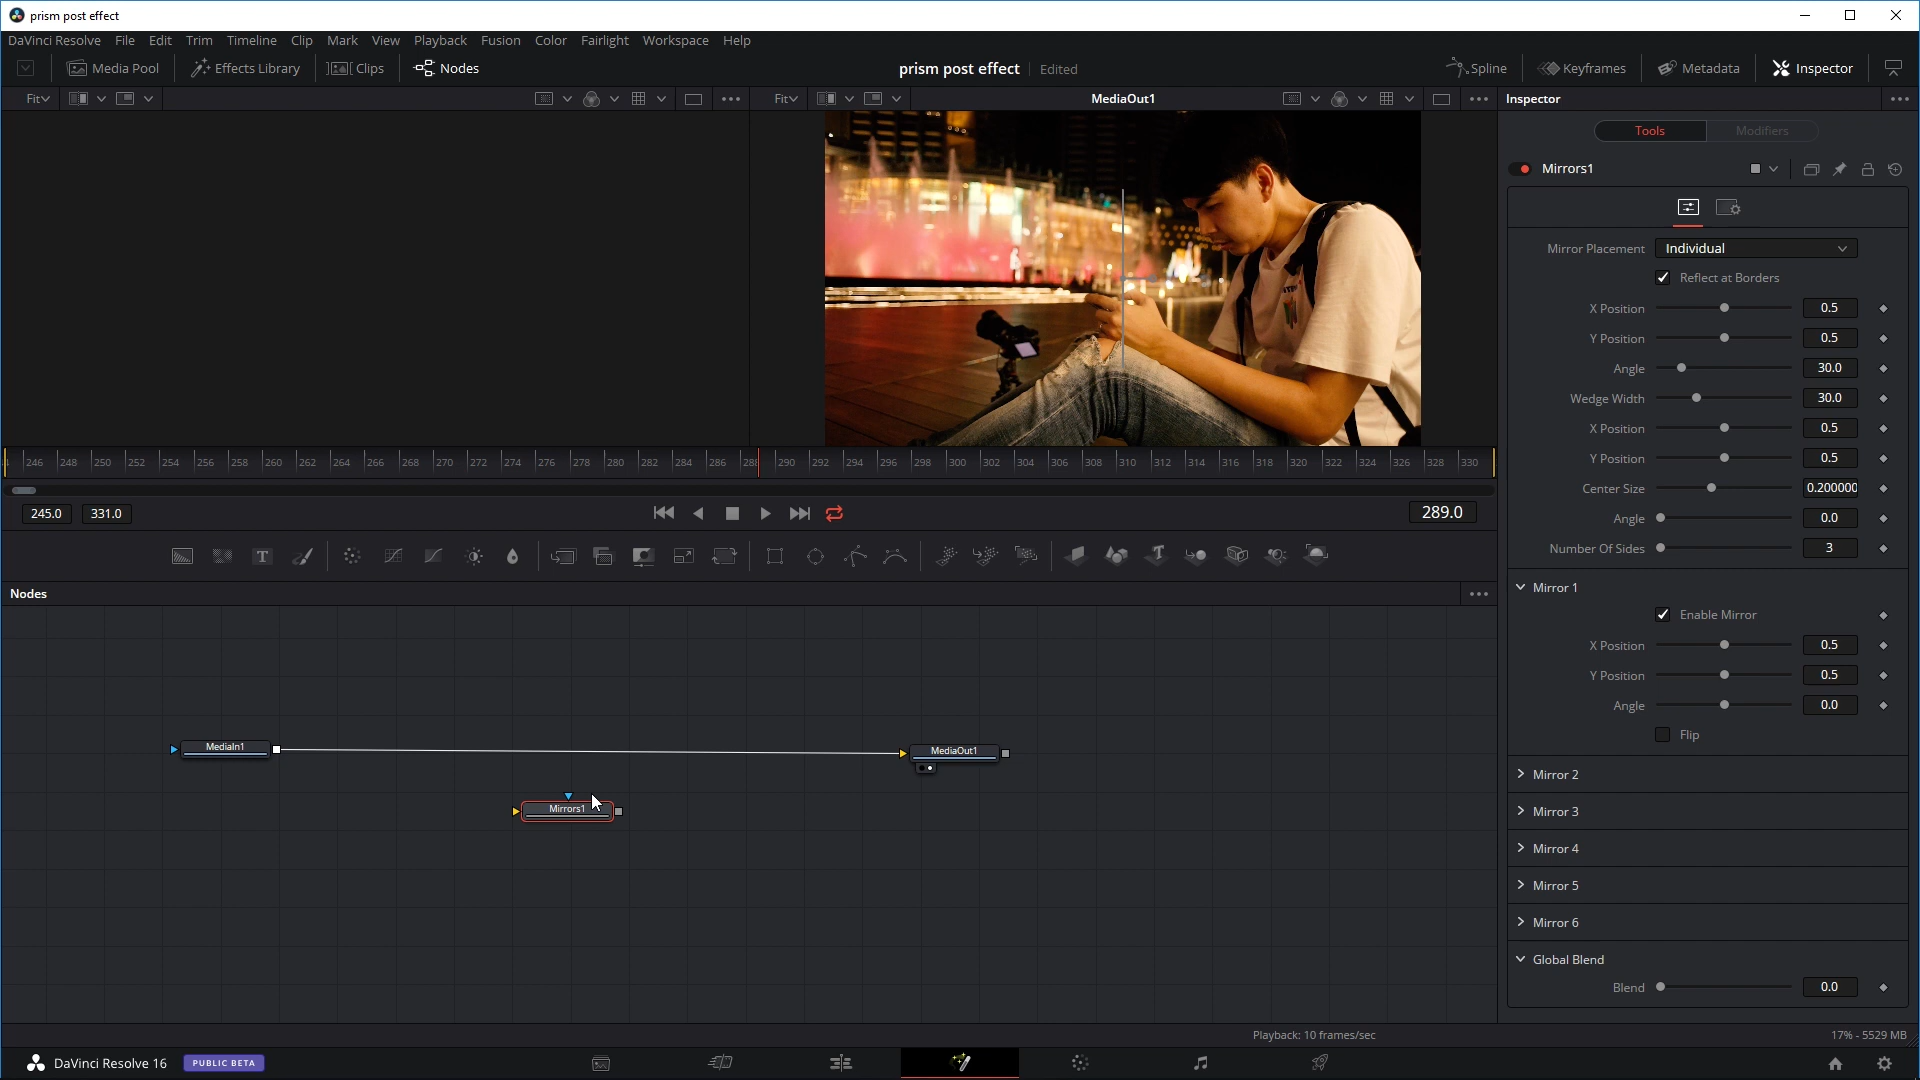 prism post effect
DaVinci Resolve File Edit Trim Timeline Clip Mark View Playback Fusion Color Fairlight Workspace Help
Media Pool Effects Library Clips Nodes prism post effect Edited Spline Keyframes Metadata Inspector
Fit Fit MediaOut1 Inspector
Tools Modifiers
Mirrors1
Mirror Placement Individual
Reflect at Borders
X Position 0.5
Y Position 0.5
Angle 30.0
Wedge Width 30.0
X Position 0.5
Y Position 0.5
Center Size 0.200000
Angle 0.0
Number Of Sides 3
Mirror 1
Enable Mirror
X Position 0.5
Y Position 0.5
Angle 0.0
Flip
Mirror 2
Mirror 3
Mirror 4
Mirror 5
Mirror 6
Global Blend
Blend 0.0
246 248 250 252 254 256 258 260 262 264 266 268 270 272 274 276 278 280 282 284 286 290 292 294 296 298 300 302 304 306 308 310 312 314 316 318 320 322 324 326 328 330
245.0 331.0 289.0
Nodes
MediaIn1
MediaOut1
Mirrors1
Playback: 10 frames/sec 17% - 5529 MB
DaVinci Resolve 16 PUBLIC BETA